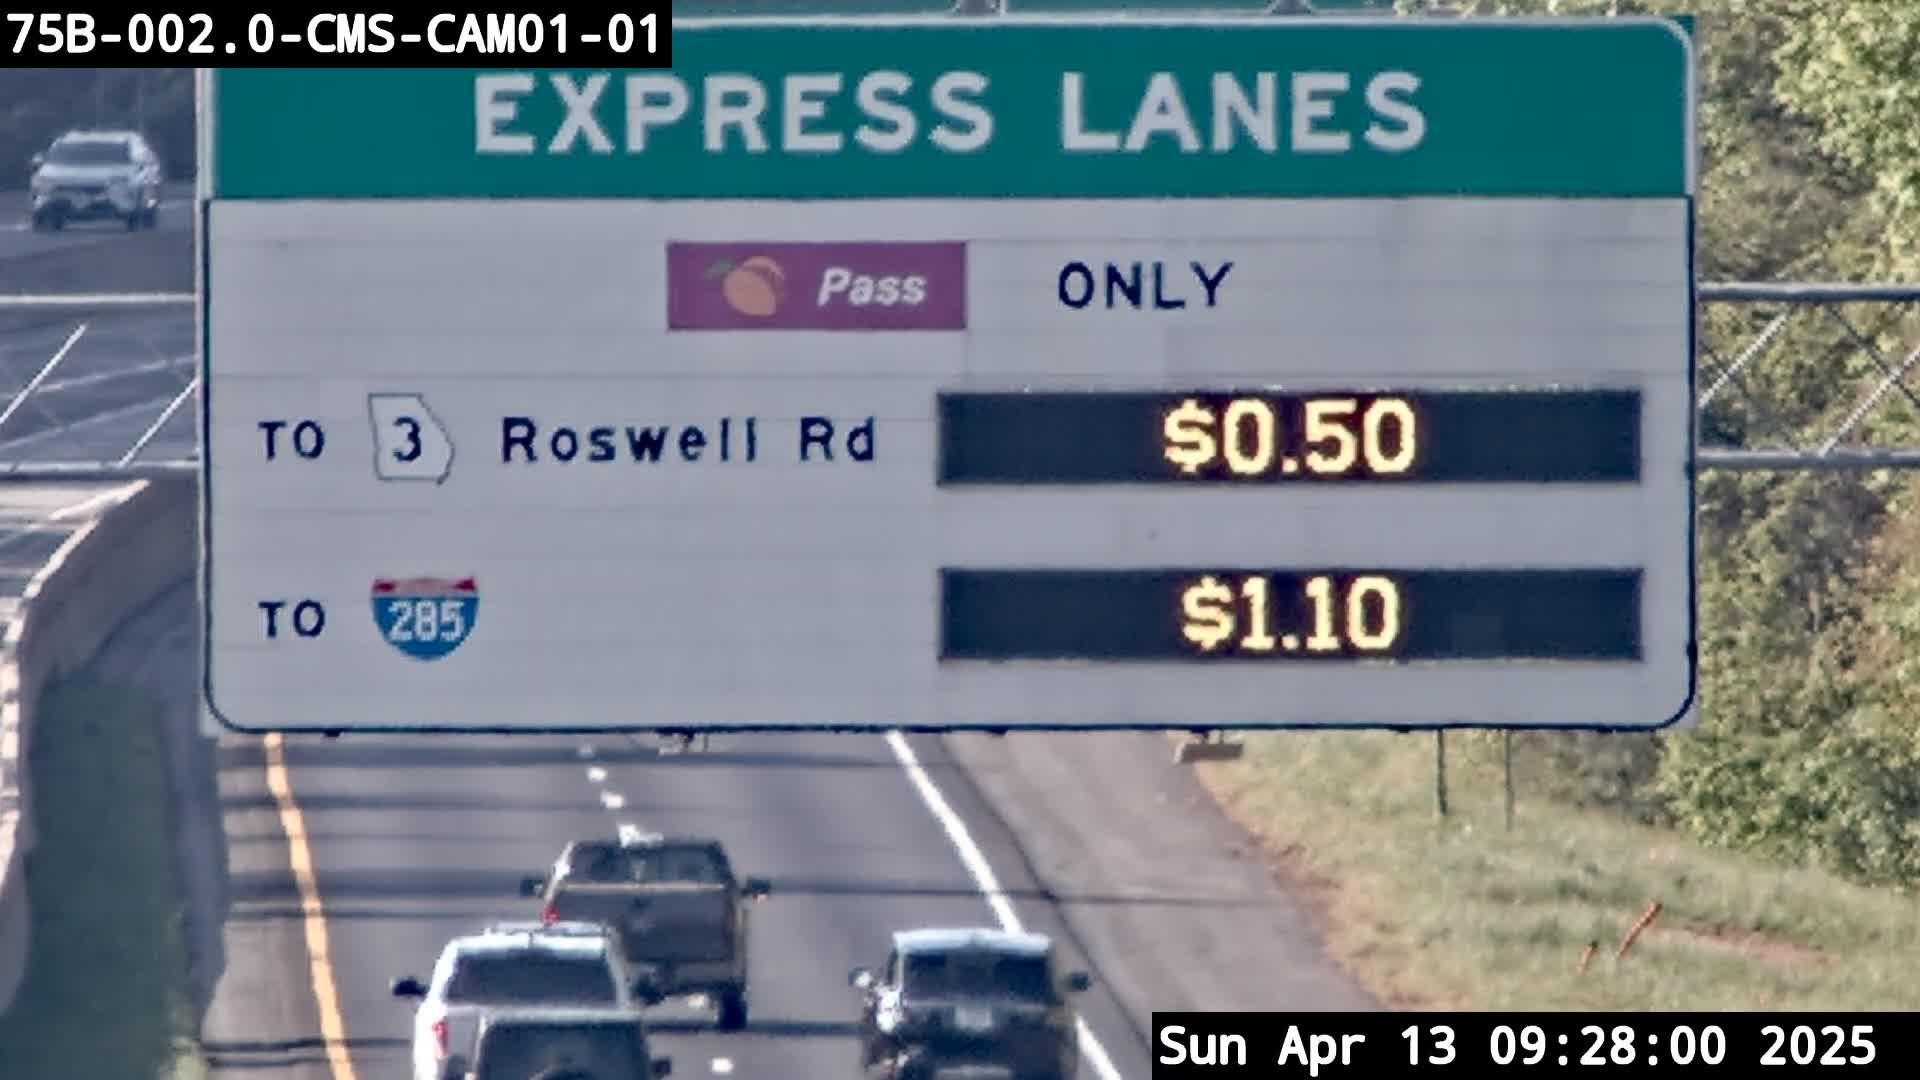 75B-002.0-CMS-CAM01-01
EXPRESS LANES
Pass ONLY
TO 3 Roswell Rd $0.50
TO 285 $1.10
Sun Apr 13 09:28:00 2025